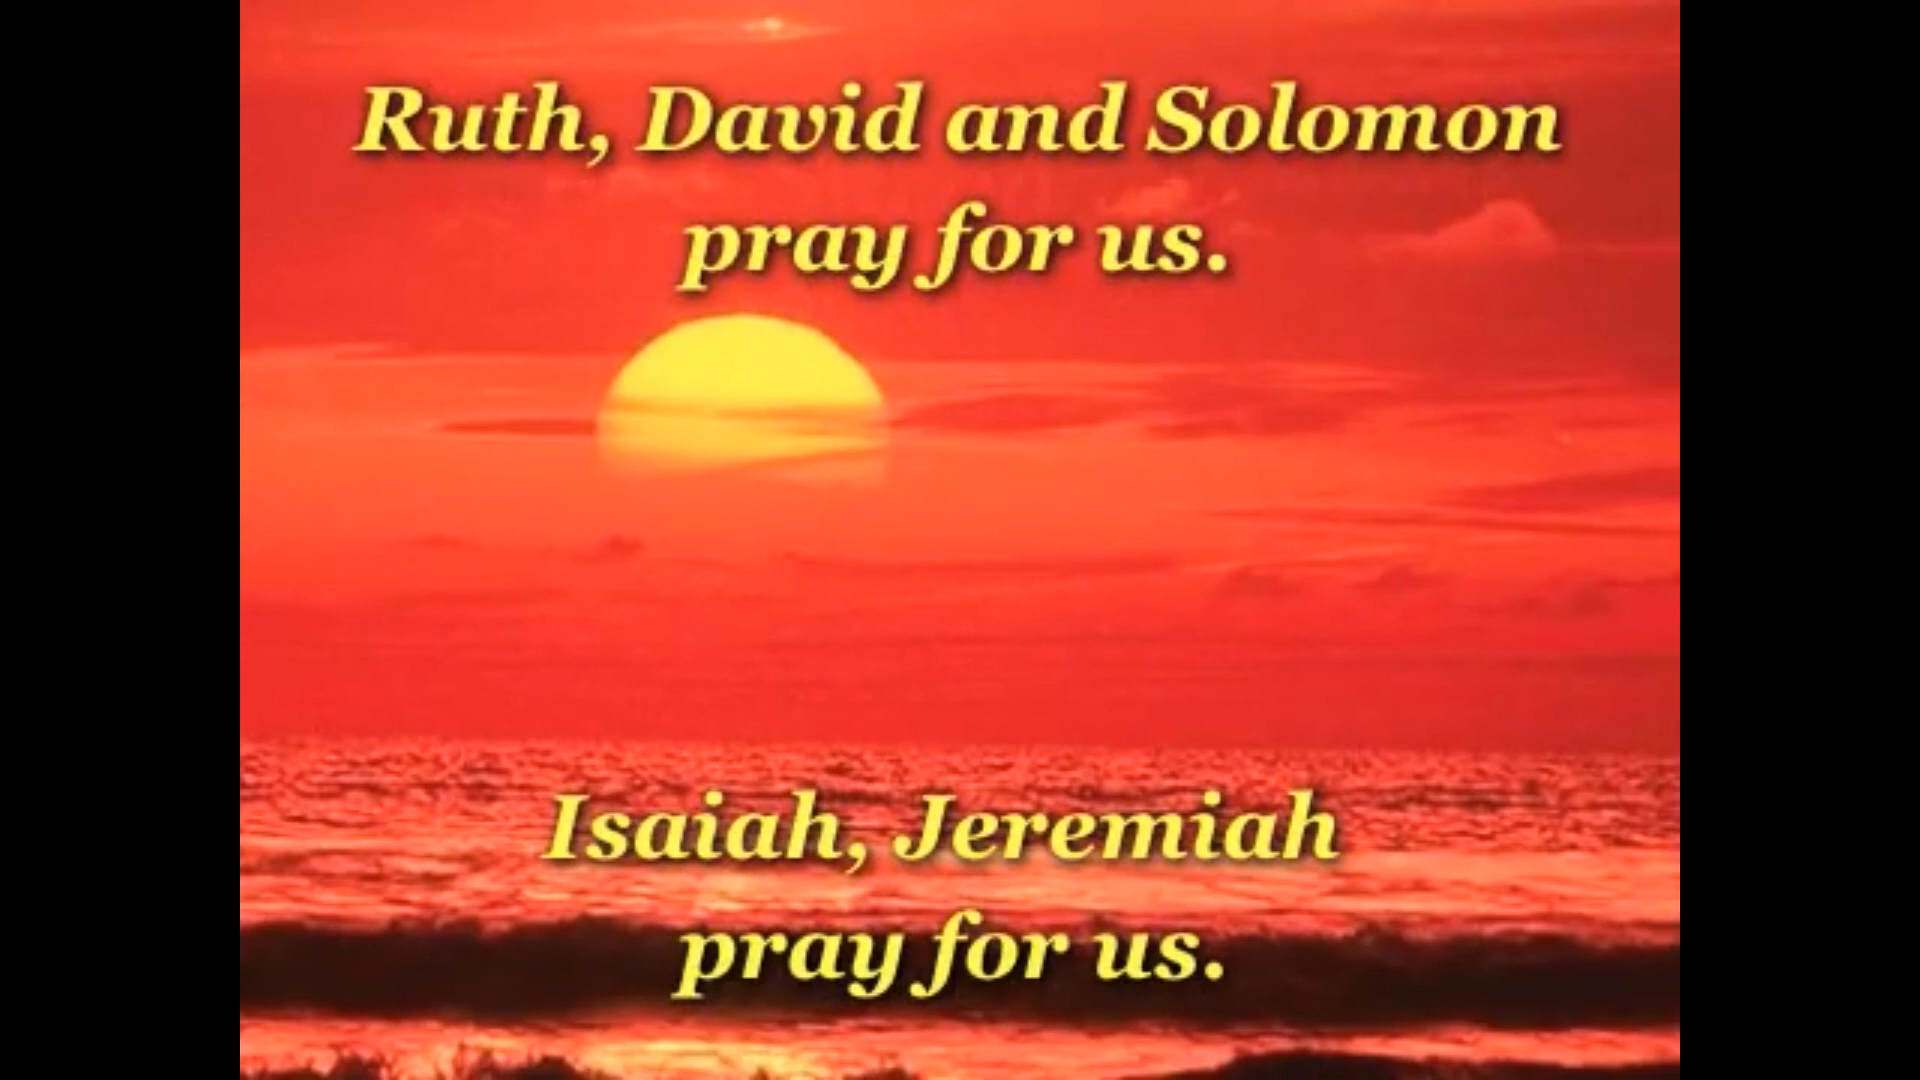 Ruth, David and Solomon
pray for us.
Isaiah, Jeremiah
pray for us.